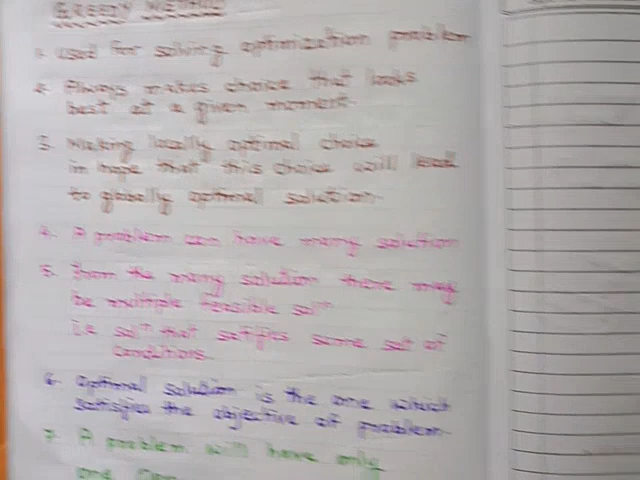 GREEDY METHOD
1. Used for solving optimization problem
2. Always makes choice that looks
best at a given moment.
3. Making locally optimal choice
in hope that this choice will lead
to globally optimal solution.
4. A problem can have many solution
5. From the many solution there may
be multiple feasible solⁿ
i.e solⁿ that satisfies some set of
conditions.
6. Optimal solution is the one which
satisfies the objective of problem.
7. A problem will have only
one